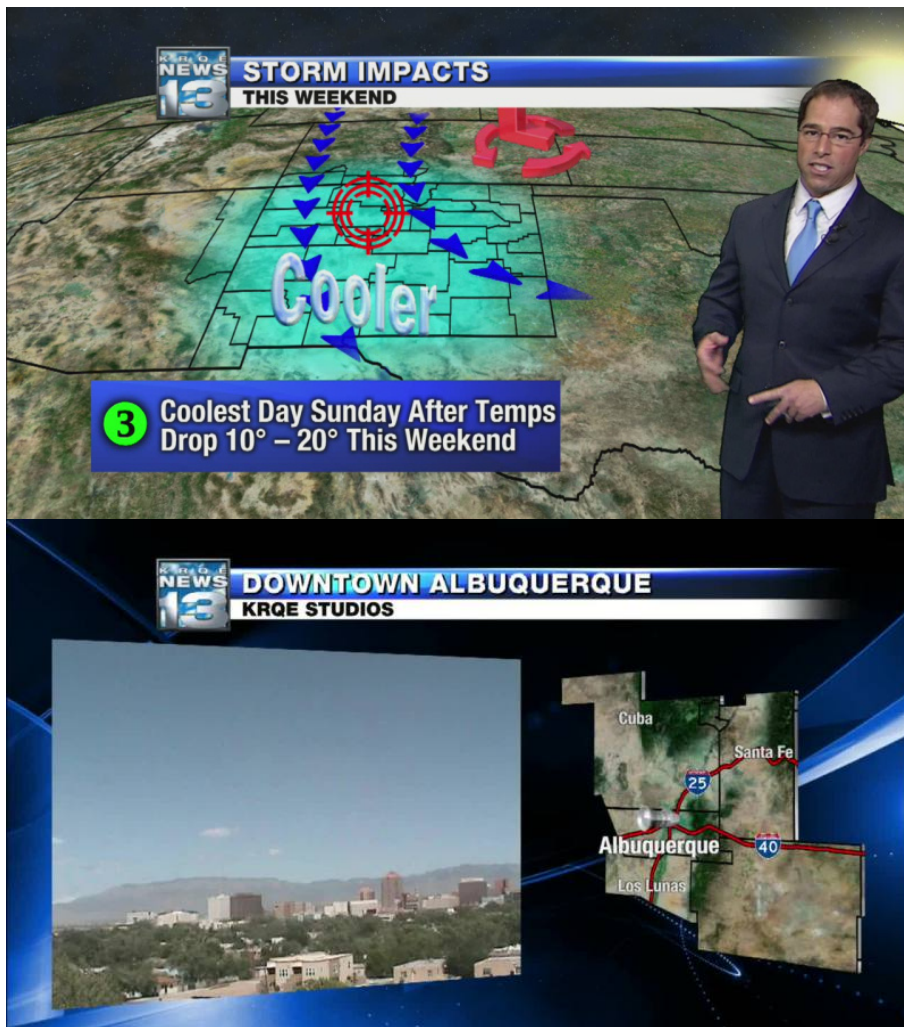 KRQE
NEWS
13
STORM IMPACTS
THIS WEEKEND
Cooler
3
Coolest Day Sunday After Temps
Drop 10° – 20° This Weekend
KRQE
NEWS
13
DOWNTOWN ALBUQUERQUE
KRQE STUDIOS
Cuba
Santa Fe
25
Albuquerque
40
Los Lunas